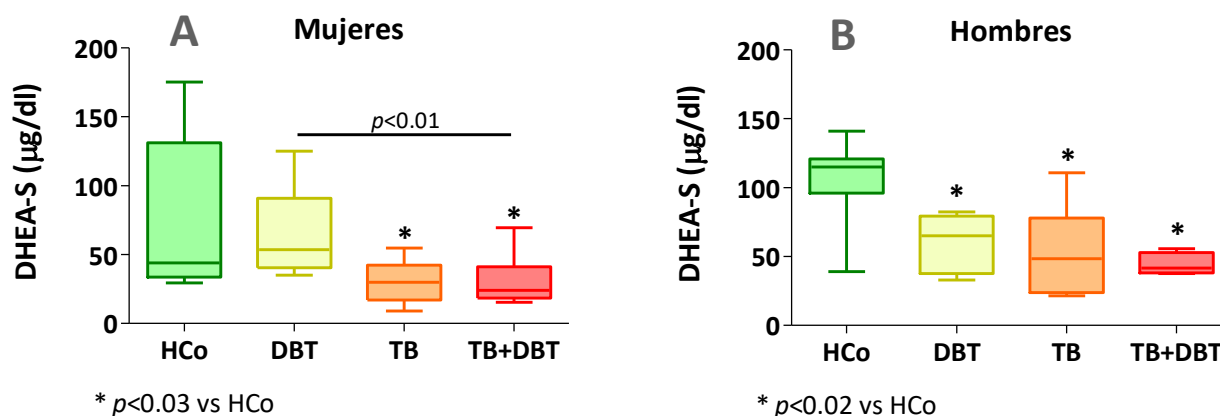 A Mujeres
DHEA-S (µg/dl)
200
150
100
50
0
p<0.01
*
*
HCo DBT TB TB+DBT
* p<0.03 vs HCo
B Hombres
DHEA-S (µg/dl)
200
150
100
50
0
*
*
*
HCo DBT TB TB+DBT
* p<0.02 vs HCo